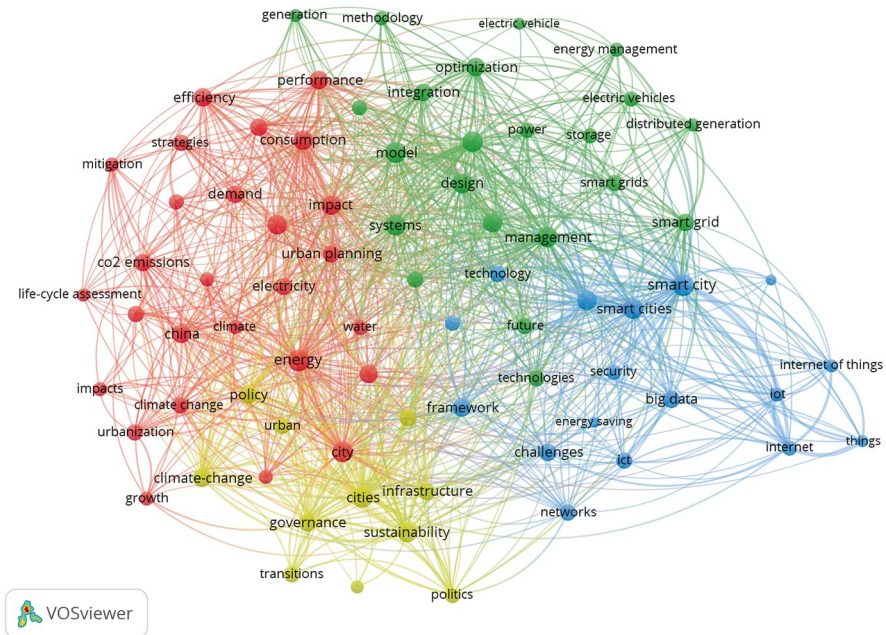 generation
methodology
electric vehicle
energy management
optimization
performance
integration
efficiency
electric vehicles
distributed generation
power
storage
strategies
consumption
model
mitigation
design
smart grids
demand
impact
smart grid
systems
management
urban planning
co2 emissions
technology
electricity
smart city
life-cycle assessment
smart cities
china
climate
water
future
energy
internet of things
security
technologies
impacts
policy
iot
big data
climate change
framework
urban
energy saving
urbanization
things
internet
city
challenges
ict
climate-change
infrastructure
growth
cities
networks
governance
sustainability
transitions
politics
VOSviewer